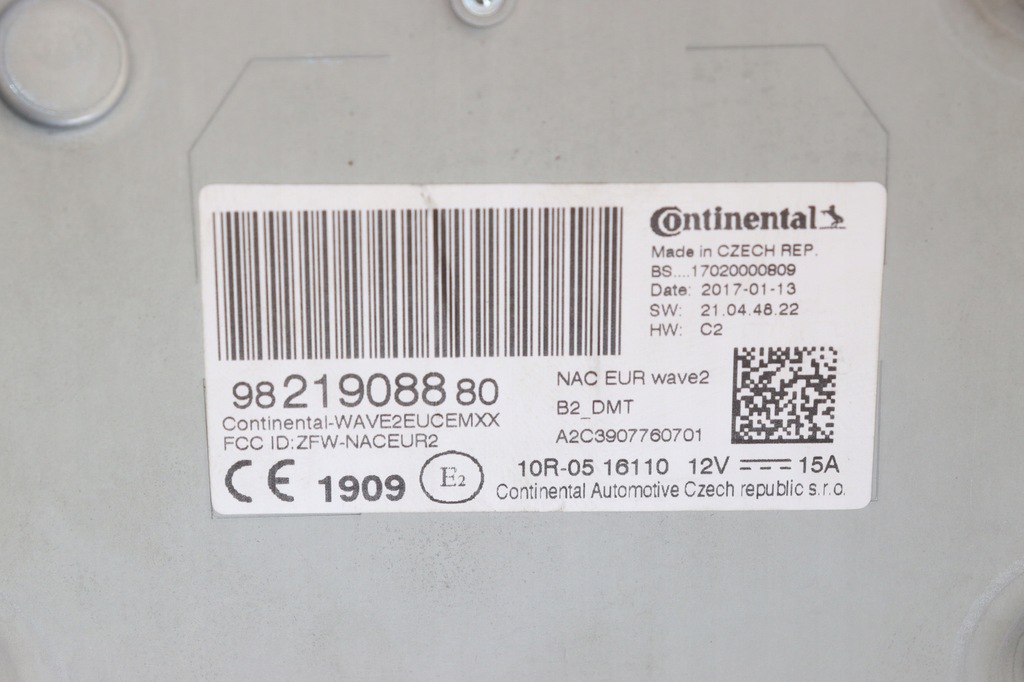 Continental
Made in CZECH REP.
BS....17020000809
Date: 2017-01-13
SW: 21.04.48.22
HW: C2
98 219088 80
Continental-WAVE2EUCEMXX
FCC ID:ZFW-NACEUR2
NAC EUR wave2
B2_DMT
A2C3907760701
CE 1909 E2
10R-05 16110 12V 15A
Continental Automotive Czech republic s.r.o.